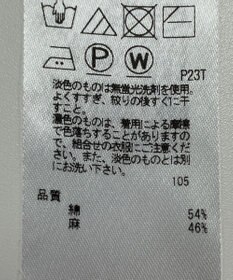 P23T
淡色のものは無蛍光洗剤を使用。
よくすすぎ、絞りの後すぐに干
すこと。
濃色のものは、着用による摩擦
で色落ちすることがありますの
で、組合せの衣服にご注意くださ
い。また、淡色のものとは別
にお洗い下さい。
105
品質
綿 54%
麻 46%